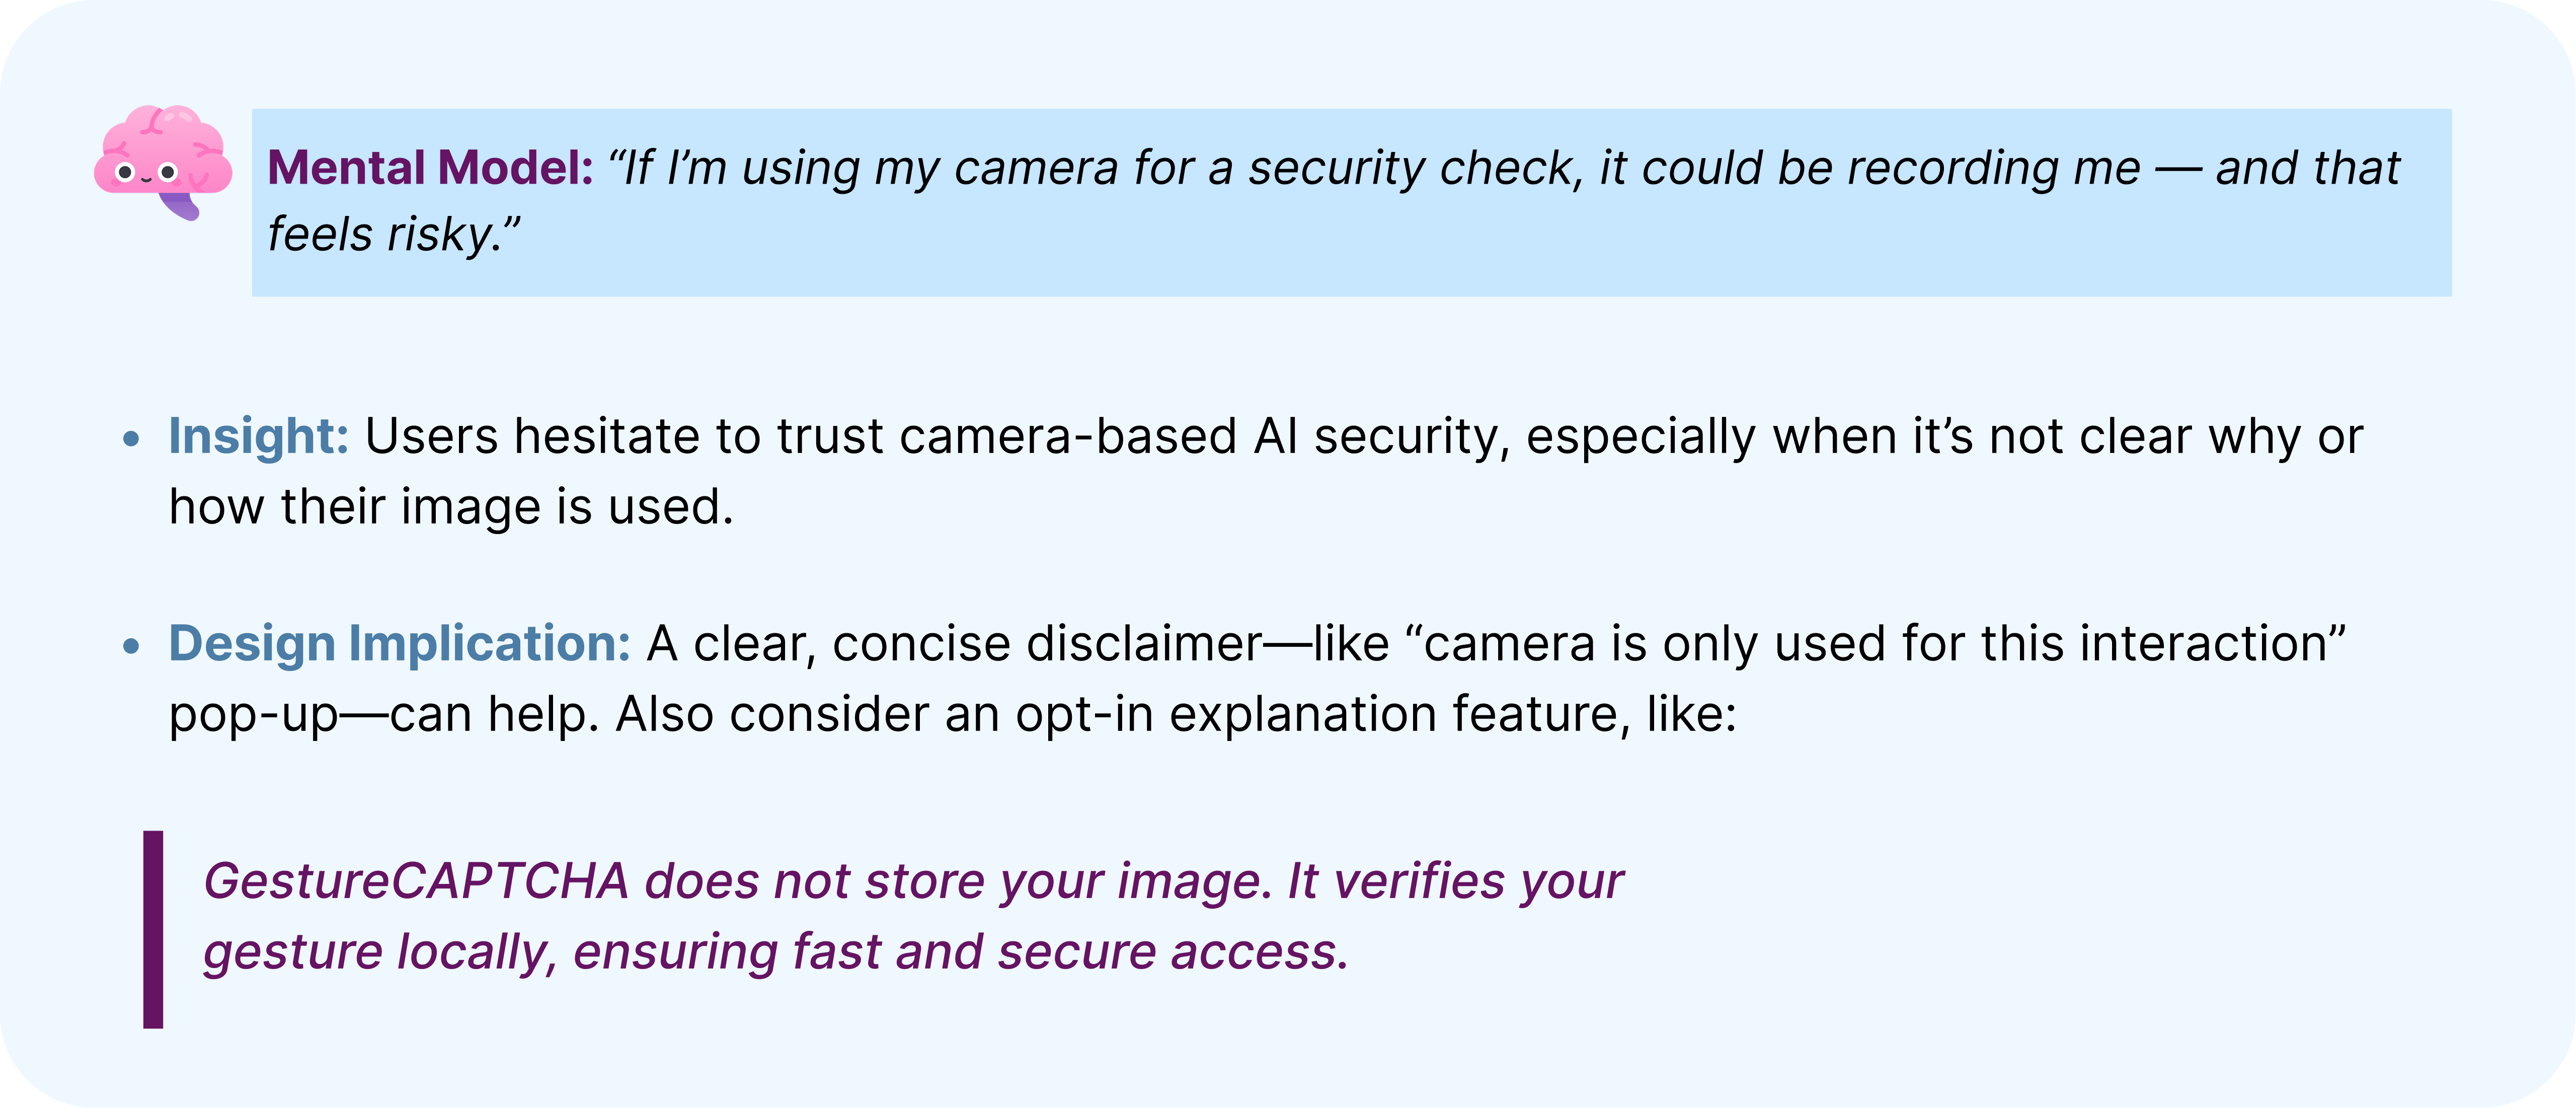 Mental Model: “If I’m using my camera for a security check, it could be recording me — and that
feels risky.”
• Insight: Users hesitate to trust camera-based AI security, especially when it’s not clear why or
how their image is used.
• Design Implication: A clear, concise disclaimer—like “camera is only used for this interaction”
pop-up—can help. Also consider an opt-in explanation feature, like:
GestureCAPTCHA does not store your image. It verifies your
gesture locally, ensuring fast and secure access.